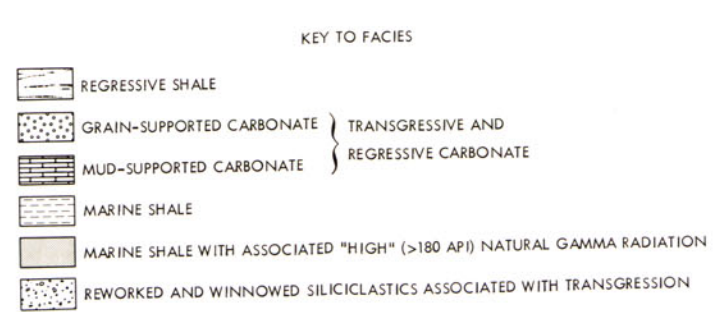 KEY TO FACIES
REGRESSIVE SHALE
GRAIN-SUPPORTED CARBONATE
TRANSGRESSIVE AND
REGRESSIVE CARBONATE
MUD-SUPPORTED CARBONATE
MARINE SHALE
MARINE SHALE WITH ASSOCIATED "HIGH" (>180 API) NATURAL GAMMA RADIATION
REWORKED AND WINNOWED SILICICLASTICS ASSOCIATED WITH TRANSGRESSION